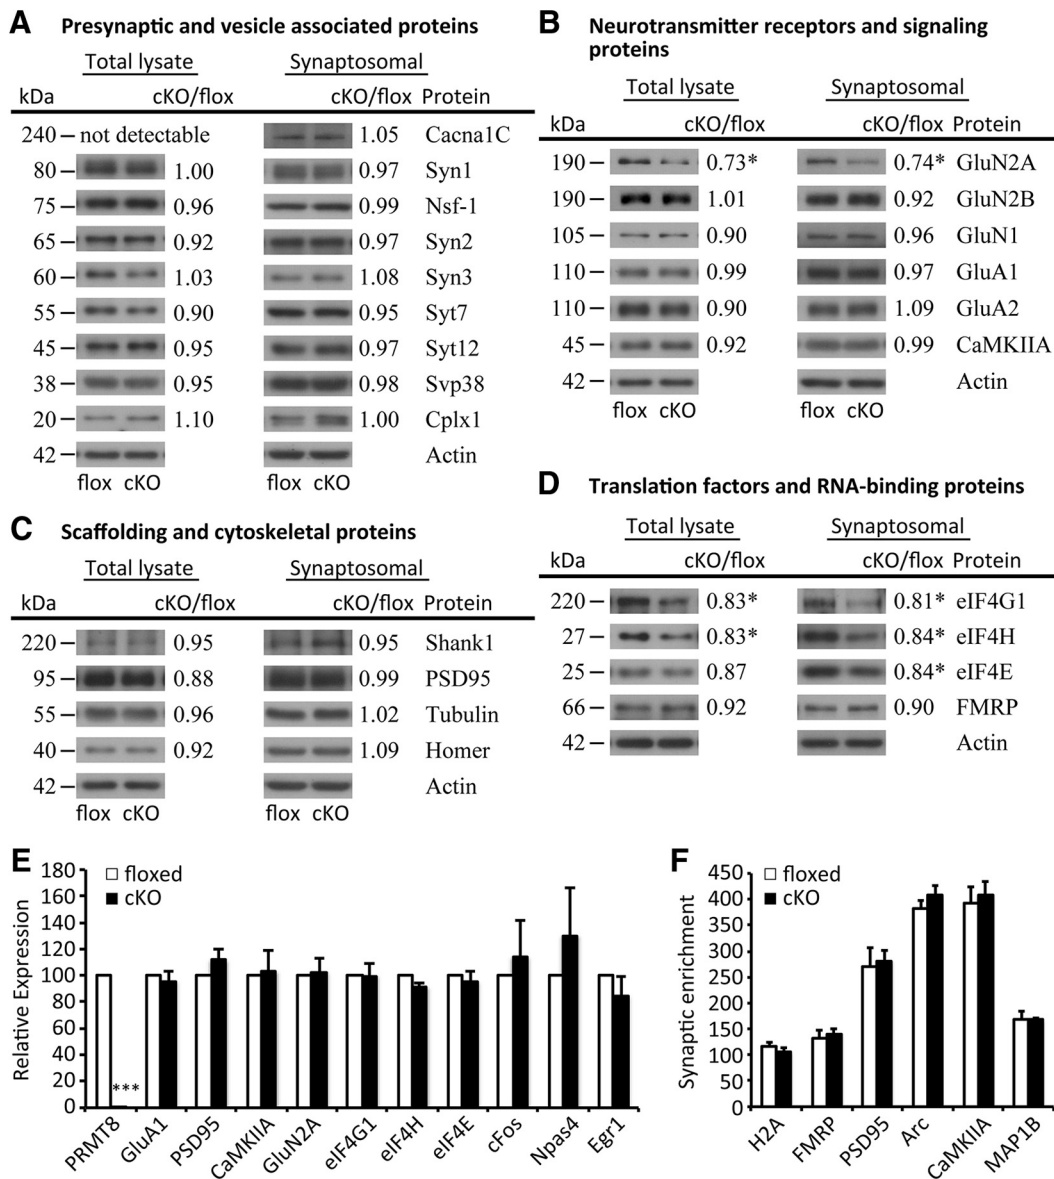 A Presynaptic and vesicle associated proteins
Total lysate Synaptosomal
kDa cKO/flox cKO/flox Protein
240 not detectable 1.05 Cacna1C
80 1.00 0.97 Syn1
75 0.96 0.99 Nsf-1
65 0.92 0.97 Syn2
60 1.03 1.08 Syn3
55 0.90 0.95 Syt7
45 0.95 0.97 Syt12
38 0.95 0.98 Svp38
20 1.10 1.00 Cplx1
42 Actin
flox cKO flox cKO
B Neurotransmitter receptors and signaling
proteins
Total lysate Synaptosomal
kDa cKO/flox cKO/flox Protein
190 0.73* 0.74* GluN2A
190 1.01 0.92 GluN2B
105 0.90 0.96 GluN1
110 0.99 0.97 GluA1
110 0.90 1.09 GluA2
45 0.92 0.99 CaMKIIA
42 Actin
flox cKO flox cKO
C Scaffolding and cytoskeletal proteins
Total lysate Synaptosomal
kDa cKO/flox cKO/flox Protein
220 0.95 0.95 Shank1
95 0.88 0.99 PSD95
55 0.96 1.02 Tubulin
40 0.92 1.09 Homer
42 Actin
flox cKO flox cKO
D Translation factors and RNA-binding proteins
Total lysate Synaptosomal
kDa cKO/flox cKO/flox Protein
220 0.83* 0.81* eIF4G1
27 0.83* 0.84* eIF4H
25 0.87 0.84* eIF4E
66 0.92 0.90 FMRP
42 Actin
E
Relative Expression
180
160
140
120
100
80
60
40
20
0
floxed
cKO
***
PRMT8 GluA1 PSD95 CaMKIIA GluN2A eIF4G1 eIF4H eIF4E cFos Npas4 Egr1
F
Synaptic enrichment
450
400
350
300
250
200
150
100
50
0
floxed
cKO
H2A FMRP PSD95 Arc CaMKIIA MAP1B